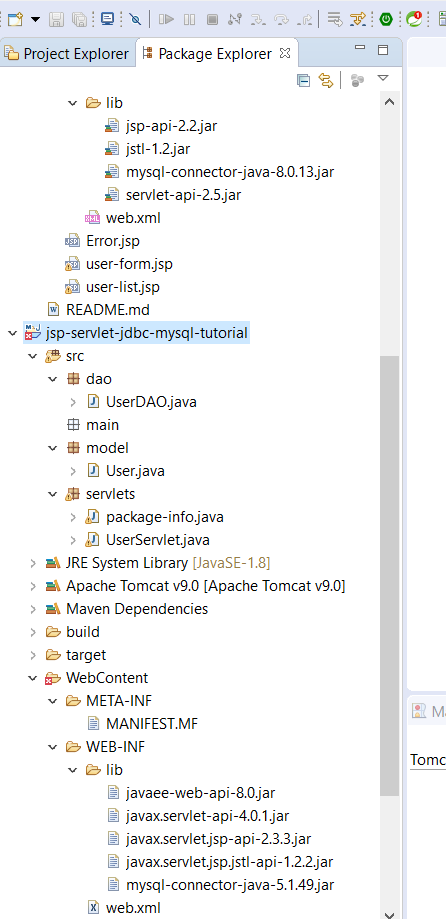 Project Explorer Package Explorer
lib
jsp-api-2.2.jar
jstl-1.2.jar
mysql-connector-java-8.0.13.jar
servlet-api-2.5.jar
web.xml
Error.jsp
user-form.jsp
user-list.jsp
README.md
jsp-servlet-jdbc-mysql-tutorial
src
dao
UserDAO.java
main
model
User.java
servlets
package-info.java
UserServlet.java
JRE System Library [JavaSE-1.8]
Apache Tomcat v9.0 [Apache Tomcat v9.0]
Maven Dependencies
build
target
WebContent
META-INF
Ma
MANIFEST.MF
WEB-INF
Tomc
lib
javaee-web-api-8.0.jar
javax.servlet-api-4.0.1.jar
javax.servlet.jsp-api-2.3.3.jar
javax.servlet.jsp.jstl-api-1.2.2.jar
mysql-connector-java-5.1.49.jar
web.xml